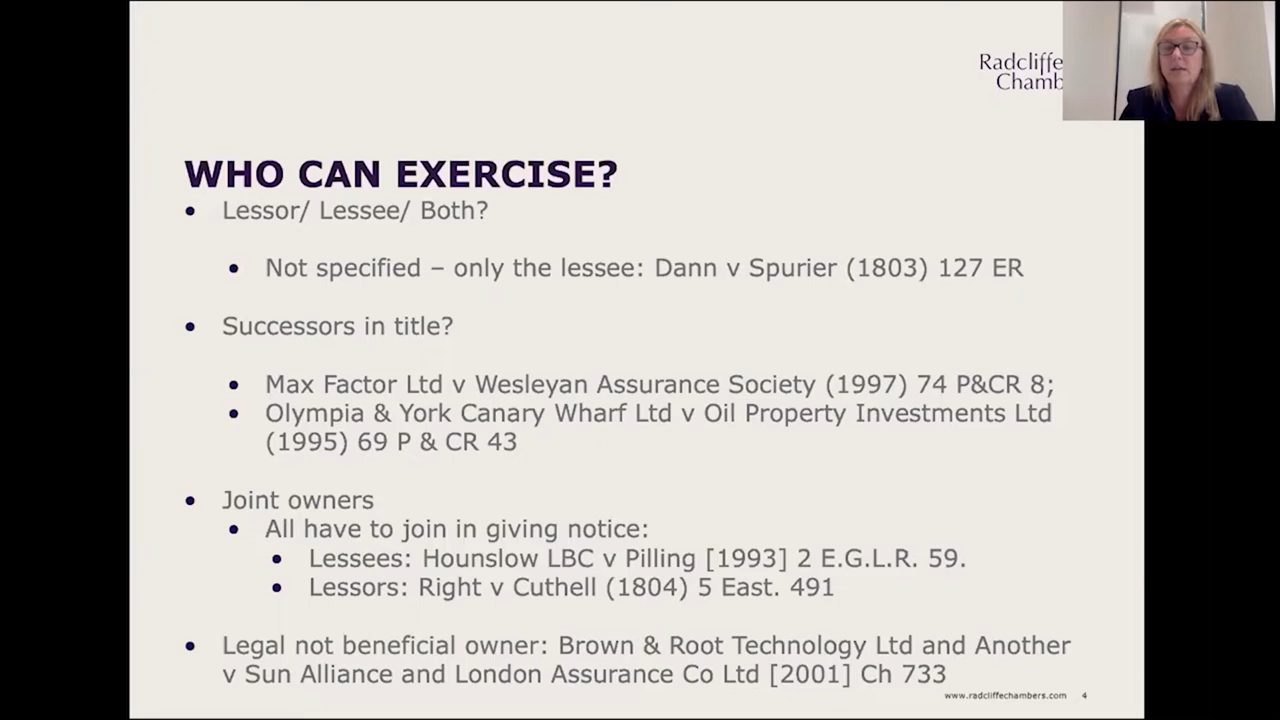 Radcliffe
Chamb
WHO CAN EXERCISE?
• Lessor/ Lessee/ Both?
• Not specified – only the lessee: Dann v Spurier (1803) 127 ER
• Successors in title?
• Max Factor Ltd v Wesleyan Assurance Society (1997) 74 P&CR 8;
• Olympia & York Canary Wharf Ltd v Oil Property Investments Ltd
(1995) 69 P & CR 43
• Joint owners
• All have to join in giving notice:
• Lessees: Hounslow LBC v Pilling [1993] 2 E.G.L.R. 59.
• Lessors: Right v Cuthell (1804) 5 East. 491
• Legal not beneficial owner: Brown & Root Technology Ltd and Another
v Sun Alliance and London Assurance Co Ltd [2001] Ch 733
www.radcliffechambers.com 4